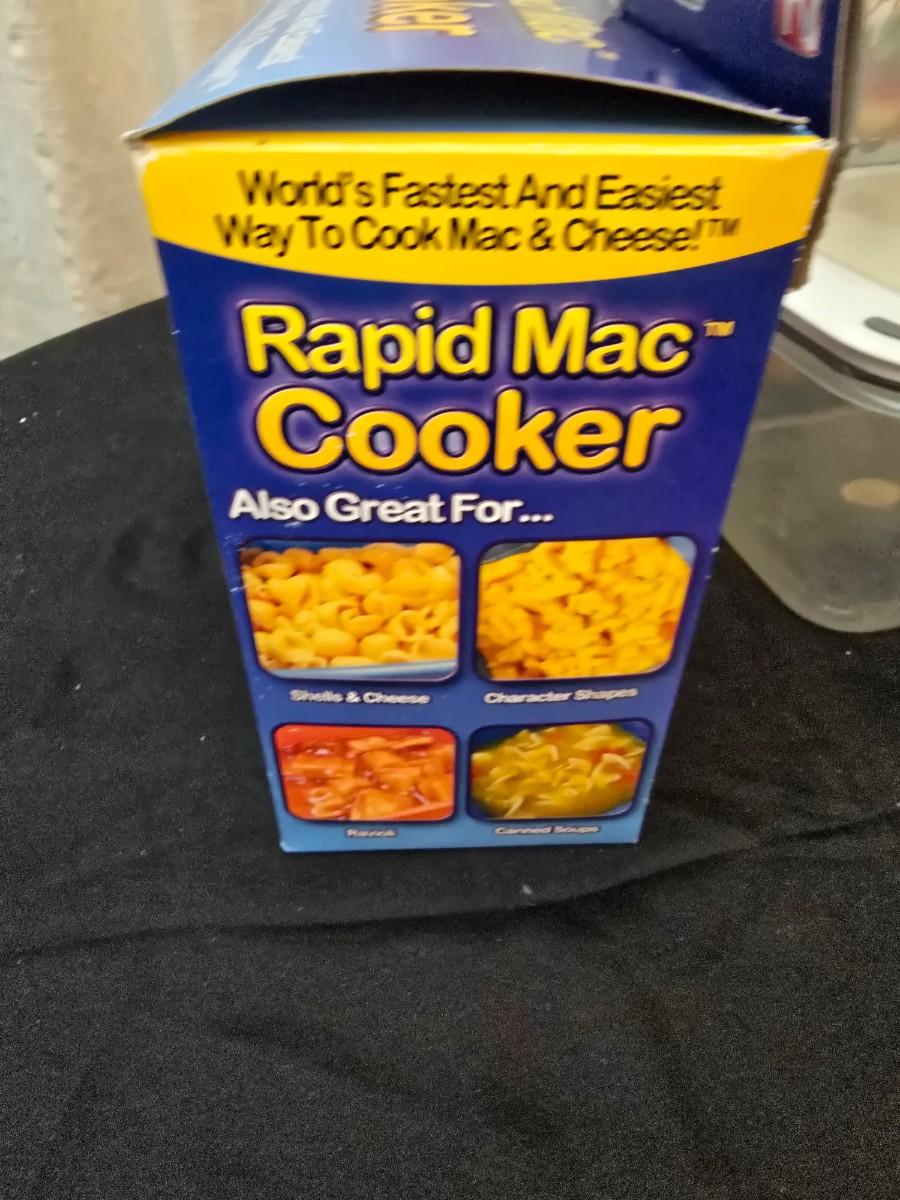 World's Fastest And Easiest
Way To Cook Mac & Cheese!™
Rapid Mac™
Cooker
Also Great For...
Shells & Cheese
Character Shapes
Ravioli
Canned Soups